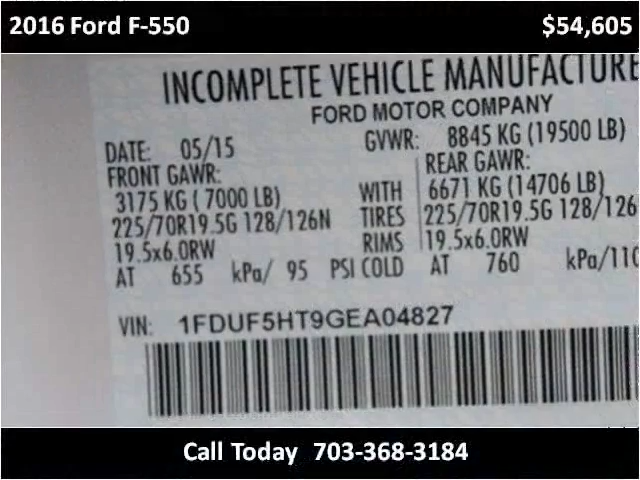 2016 Ford F-550 $54,605
INCOMPLETE VEHICLE MANUFACTURE
FORD MOTOR COMPANY
DATE: 05/15 GVWR: 8845 KG (19500 LB)
FRONT GAWR: REAR GAWR:
3175 KG ( 7000 LB) WITH 6671 KG (14706 LB)
225/70R19.5G 128/126N TIRES 225/70R19.5G 128/126
19.5x6.0RW RIMS 19.5x6.0RW
AT 655 kPa/ 95 PSI COLD AT 760 kPa/110
VIN: 1FDUF5HT9GEA04827
Call Today 703-368-3184